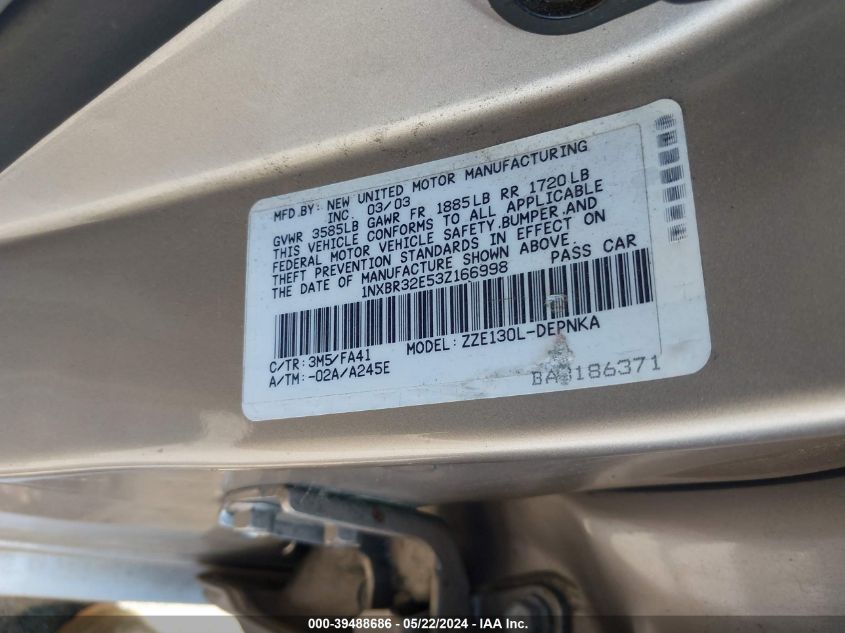 MFD.BY: NEW UNITED MOTOR MANUFACTURING
INC. 03/03
GVWR 3585LB GAWR FR 1885LB RR 1720LB
THIS VEHICLE CONFORMS TO ALL APPLICABLE
FEDERAL MOTOR VEHICLE SAFETY,BUMPER,AND
THEFT PREVENTION STANDARDS IN EFFECT ON
THE DATE OF MANUFACTURE SHOWN ABOVE.
1NXBR32E53Z166998 PASS CAR
C/TR: 3M5/FA41 MODEL: ZZE130L-DEPNKA
A/TM: -02A/A245E
BA3186371
000-39488686 - 05/22/2024 - IAA Inc.